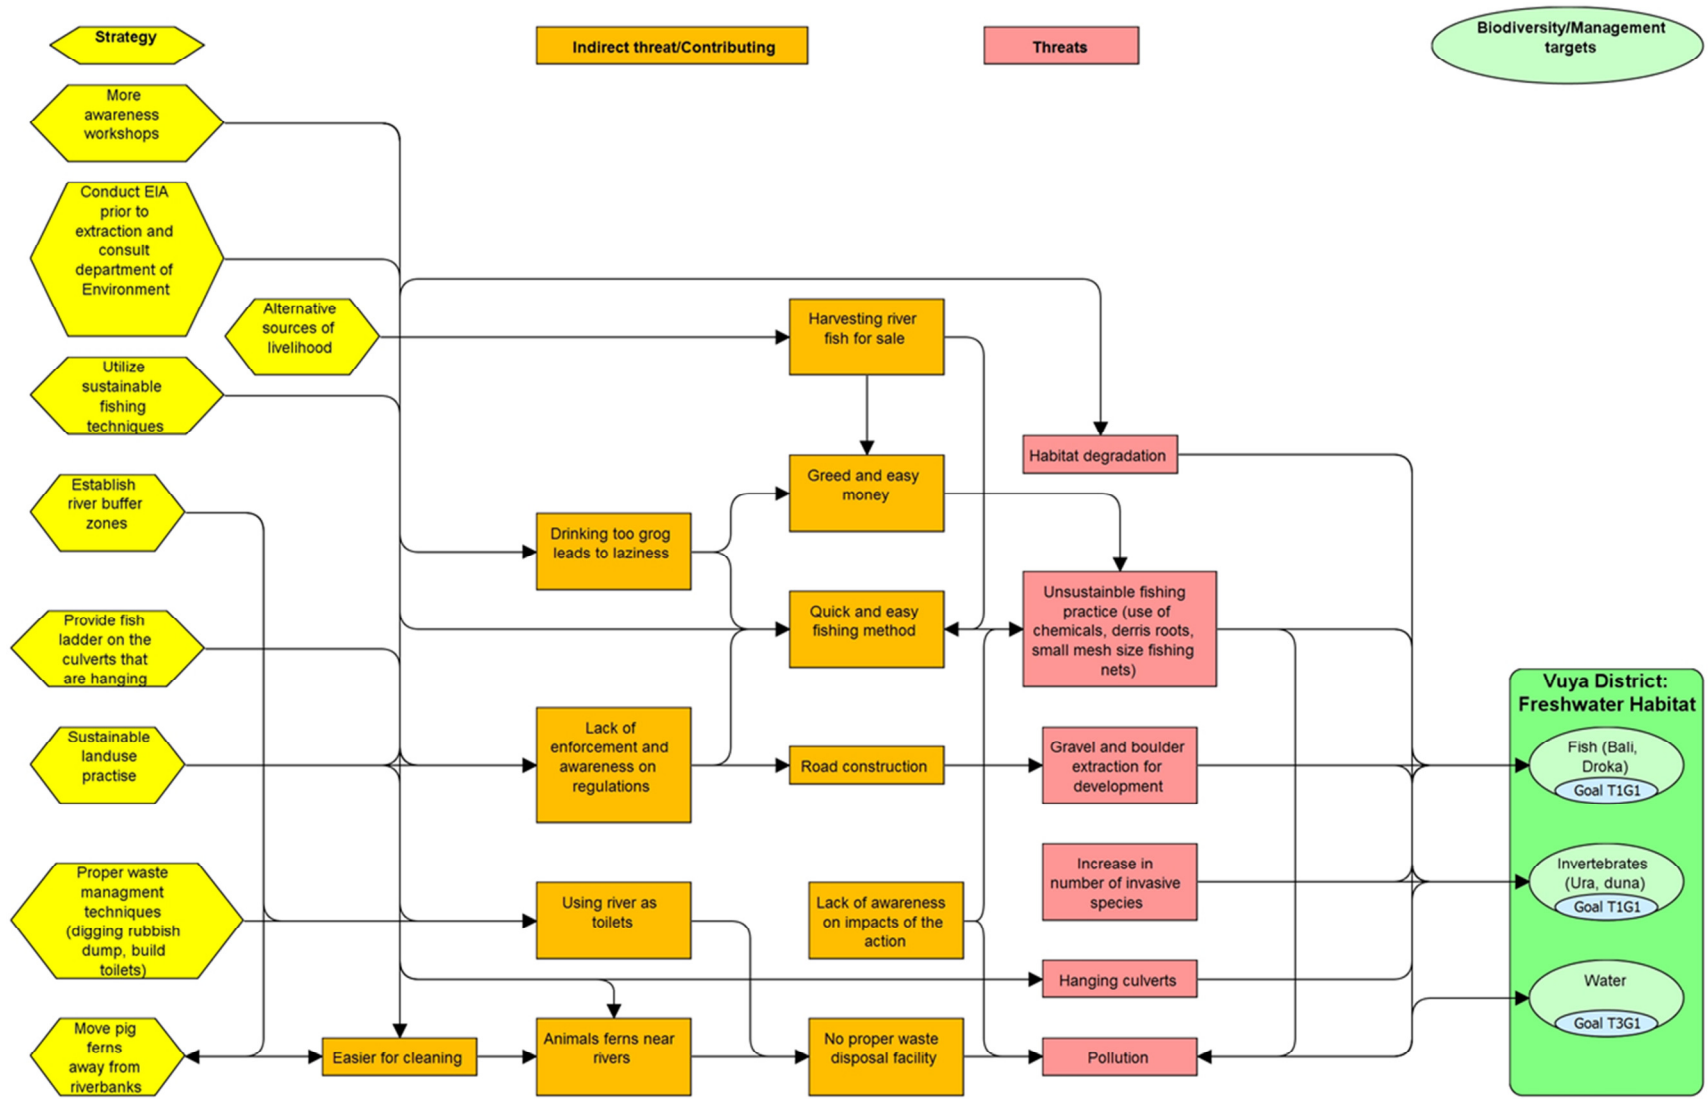 Strategy
Indirect threat/Contributing
Threats
Biodiversity/Management
targets
More
awareness
workshops
Conduct EIA
prior to
extraction and
consult
department of
Environment
Alternative
sources of
livelihood
Harvesting river
fish for sale
Utilize
sustainable
fishing
techniques
Habitat degradation
Greed and easy
money
Establish
river buffer
zones
Drinking too grog
leads to laziness
Quick and easy
fishing method
Unsustainble fishing
practice (use of
chemicals, derris roots,
small mesh size fishing
nets)
Provide fish
ladder on the
culverts that
are hanging
Vuya District:
Freshwater Habitat
Sustainable
landuse
practise
Lack of
enforcement and
awareness on
regulations
Road construction
Gravel and boulder
extraction for
development
Fish (Bali,
Droka)
Goal T1G1
Proper waste
managment
techniques
(digging rubbish
dump, build
toilets)
Using river as
toilets
Lack of awareness
on impacts of the
action
Increase in
number of invasive
species
Invertebrates
(Ura, duna)
Goal T1G1
Hanging culverts
Water
Goal T3G1
Move pig
ferns
away from
riverbanks
Easier for cleaning
Animals ferns near
rivers
No proper waste
disposal facility
Pollution